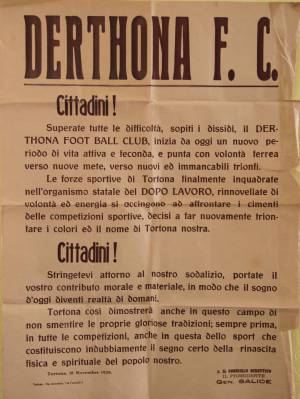 DERTHONA F. C.
Cittadini !
Superate tutte le difficoltà, sopiti i dissidi, il DER-
THONA FOOT BALL CLUB, inizia da oggi un nuovo pe-
riodo di vita attiva e feconda, e punta con volontà ferrea
verso nuove mete, verso nuovi ed immancabili trionfi.
Le forze sportive di Tortona finalmente inquadrate
nell'organismo statale del DOPO LAVORO, rinnovellate di
volontà ed energia si occingono ad affrontare i cimenti
delle competizioni sportive, decisi a far nuovamente trion-
fare i colori ed il nome di Tortona nostra.
Cittadini !
Stringetevi attorno al nostro sodalizio, portate il
vostro contributo morale e materiale, in modo che il sogno
d'oggi diventi realtà di domani.
Tortona così dimostrerà anche in questo campo di
non smentire le proprie gloriose tradizioni; sempre prima,
in tutte le competizioni, anche in questa dello sport che
costituiscono indubbiamente il segno certo della rinascita
fisica e spirituale del popolo nostro.
Tortona, Novembre
p. IL CONSIGLIO DIRETTIVO
IL PRESIDENTE
Gen. SALICE